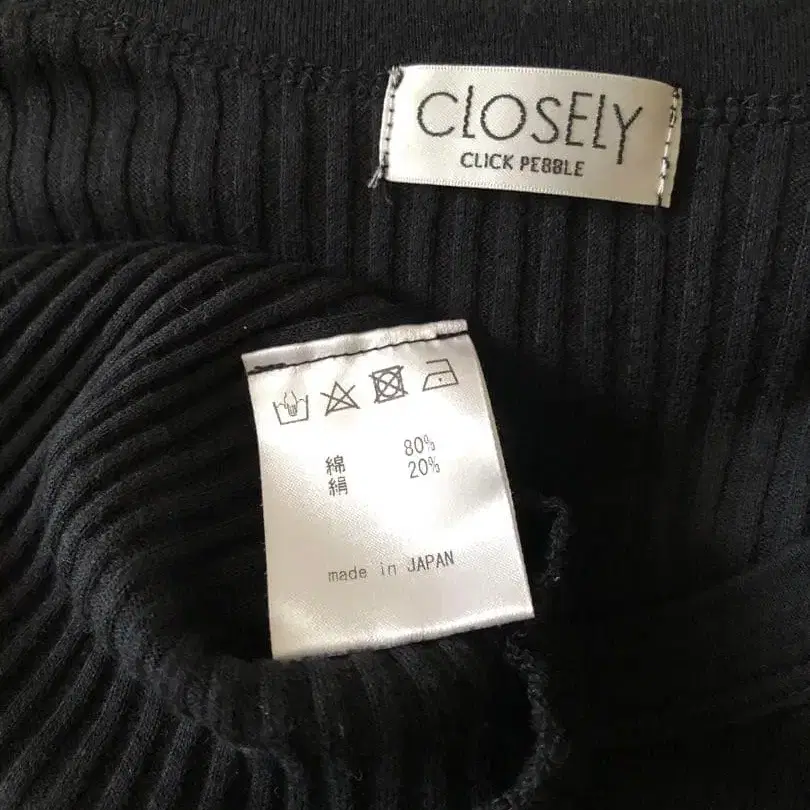 CLOSELY
CLICK PEBBLE
綿 80%
絹 20%
made in JAPAN